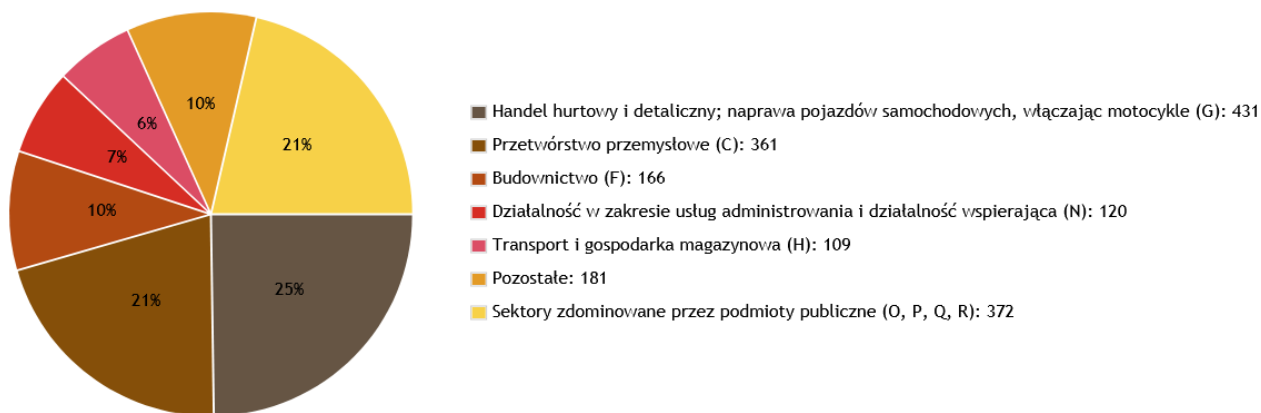 10%
6%
21%
7%
10%
21%
25%
Handel hurtowy i detaliczny; naprawa pojazdów samochodowych, włączając motocykle (G): 431
Przetwórstwo przemysłowe (C): 361
Budownictwo (F): 166
Działalność w zakresie usług administrowania i działalność wspierająca (N): 120
Transport i gospodarka magazynowa (H): 109
Pozostałe: 181
Sektory zdominowane przez podmioty publiczne (O, P, Q, R): 372